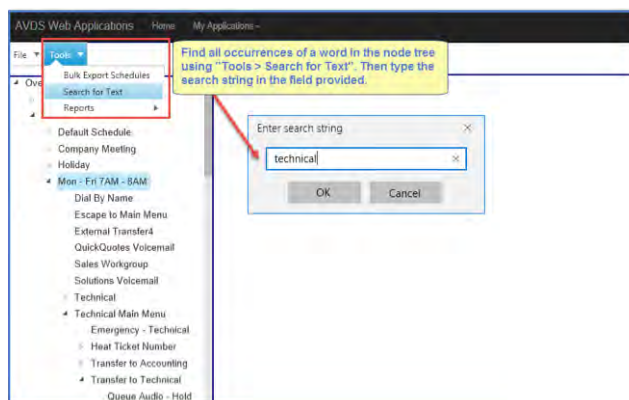 AVDS Web Applications Home My Applications
File Tools
Find all occurrences of a word in the node tree
using "Tools > Search for Text". Then type the
search string in the field provided.
Bulk Export Schedules
Search for Text
Reports
Ove
Default Schedule
Company Meeting
Holiday
Mon - Fri 7AM - 8AM
Dial By Name
Escape to Main Menu
External Transfer4
QuickQuotes Voicemail
Sales Workgroup
Solutions Voicemail
Technical
Technical Main Menu
Emergency - Technical
Heat Ticket Number
Transfer to Accounting
Transfer to Technical
Queue Audio - Hold
Enter search string
technical
OK Cancel